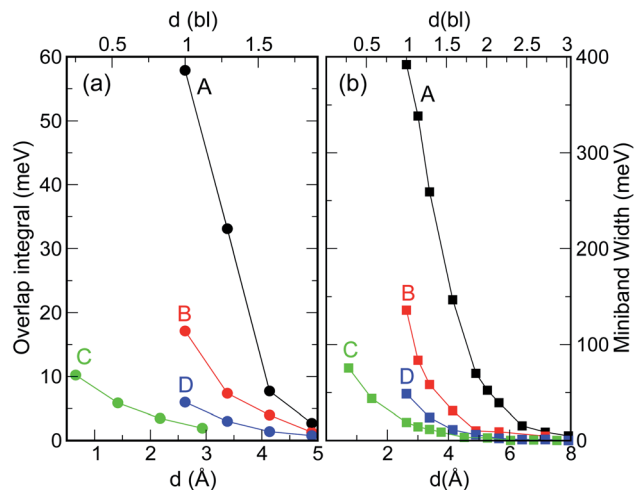 d (bl)
d(bl)
0.5 1 1.5
0.5 1 1.5 2 2.5 3
60
50
40
30
20
10
0
Overlap integral (meV)
(a)
A
B
C
D
1 2 3 4 5
d (Å)
(b)
A
B
C
D
400
300
200
100
0
Miniband Width (meV)
2 4 6 8
d(Å)